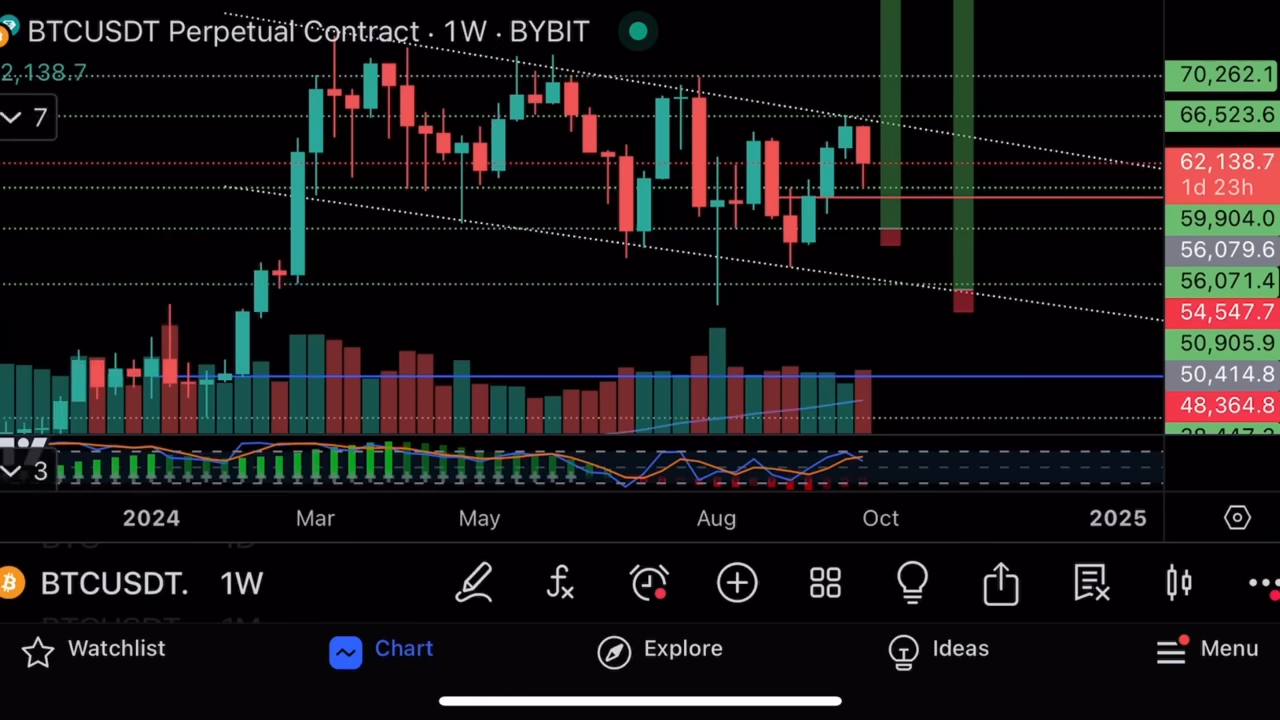 BTCUSDT Perpetual Contract · 1W · BYBIT
2,138.7
7
70,262.1
66,523.6
62,138.7
1d 23h
59,904.0
56,079.6
56,071.4
54,547.7
50,905.9
50,414.8
48,364.8
3
2024 Mar May Aug Oct 2025
BTCUSDT. 1W
Watchlist Chart Explore Ideas Menu